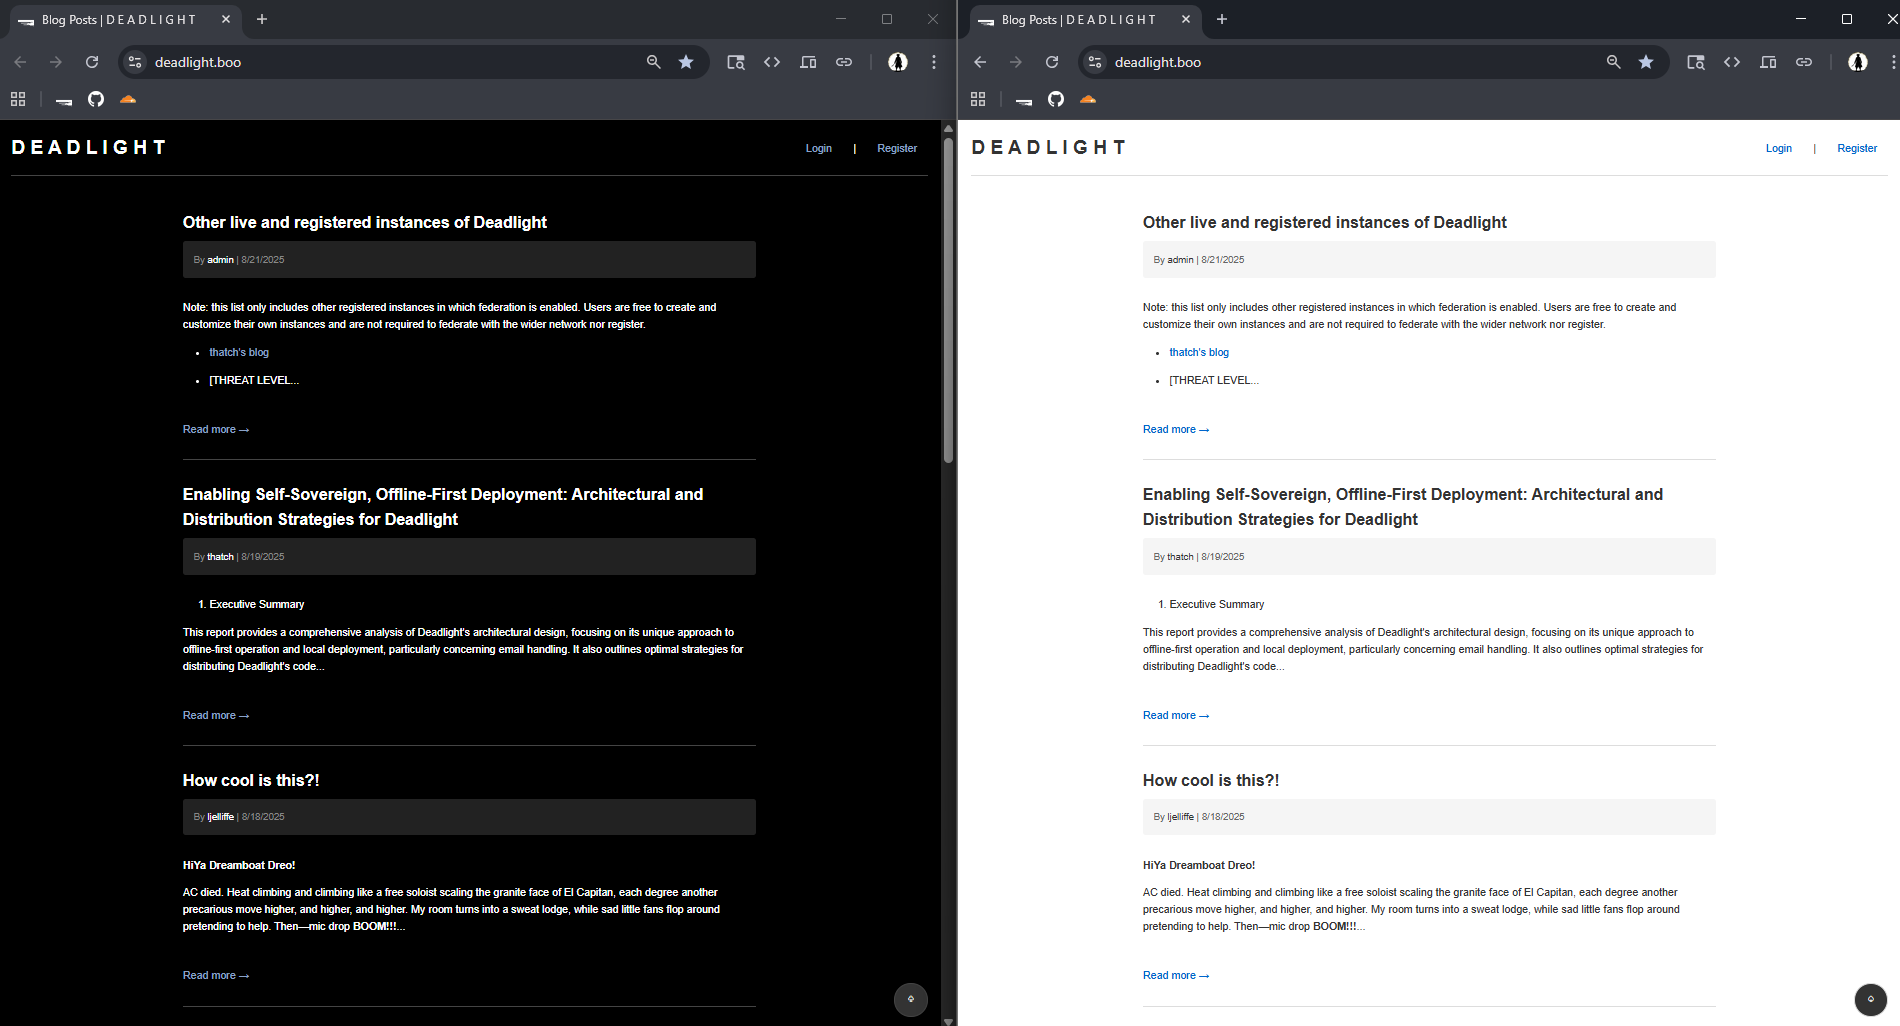 Blog Posts | D E A D L I G H T
deadlight.boo
DEADLIGHT
Login | Register
Other live and registered instances of Deadlight
By admin | 8/21/2025
Note: this list only includes other registered instances in which federation is enabled. Users are free to create and
customize their own instances and are not required to federate with the wider network nor register.
• thatch's blog
• [THREAT LEVEL...
Read more →
Enabling Self-Sovereign, Offline-First Deployment: Architectural and
Distribution Strategies for Deadlight
By thatch | 8/19/2025
1. Executive Summary
This report provides a comprehensive analysis of Deadlight's architectural design, focusing on its unique approach to
offline-first operation and local deployment, particularly concerning email handling. It also outlines optimal strategies for
distributing Deadlight's code...
Read more →
How cool is this?!
By ljelliffe | 8/18/2025
HiYa Dreamboat Dreo!
AC died. Heat climbing and climbing like a free soloist scaling the granite face of El Capitan, each degree another
precarious move higher, and higher, and higher. My room turns into a sweat lodge, while sad little fans flop around
pretending to help. Then—mic drop BOOM!!!...
Read more →
Blog Posts | D E A D L I G H T
deadlight.boo
DEADLIGHT
Login | Register
Other live and registered instances of Deadlight
By admin | 8/21/2025
Note: this list only includes other registered instances in which federation is enabled. Users are free to create and
customize their own instances and are not required to federate with the wider network nor register.
• thatch's blog
• [THREAT LEVEL...
Read more →
Enabling Self-Sovereign, Offline-First Deployment: Architectural and
Distribution Strategies for Deadlight
By thatch | 8/19/2025
1. Executive Summary
This report provides a comprehensive analysis of Deadlight's architectural design, focusing on its unique approach to
offline-first operation and local deployment, particularly concerning email handling. It also outlines optimal strategies for
distributing Deadlight's code...
Read more →
How cool is this?!
By ljelliffe | 8/18/2025
HiYa Dreamboat Dreo!
AC died. Heat climbing and climbing like a free soloist scaling the granite face of El Capitan, each degree another
precarious move higher, and higher, and higher. My room turns into a sweat lodge, while sad little fans flop around
pretending to help. Then—mic drop BOOM!!!...
Read more →